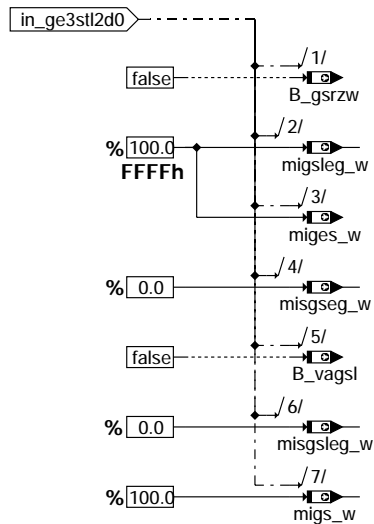 in_ge3stl2d0
1/
false
B_gsrzw
2/
% 100.0
migsleg_w
FFFFh
3/
miges_w
4/
% 0.0
misgseg_w
5/
false
B_vagsl
6/
% 0.0
misgsleg_w
7/
% 100.0
migs_w